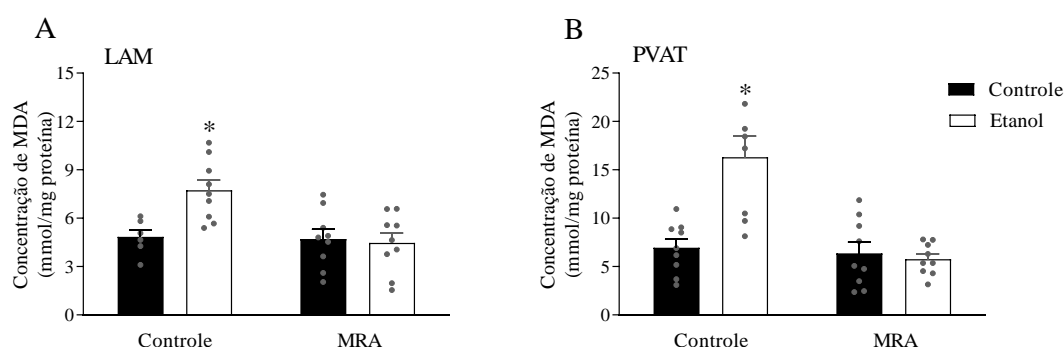 A
LAM
Concentração de MDA
(mmol/mg proteína)
15
12
9
6
3
0
*
Controle
MRA
B
PVAT
Concentração de MDA
(mmol/mg proteína)
25
20
15
10
5
0
*
Controle
MRA
Controle
Etanol